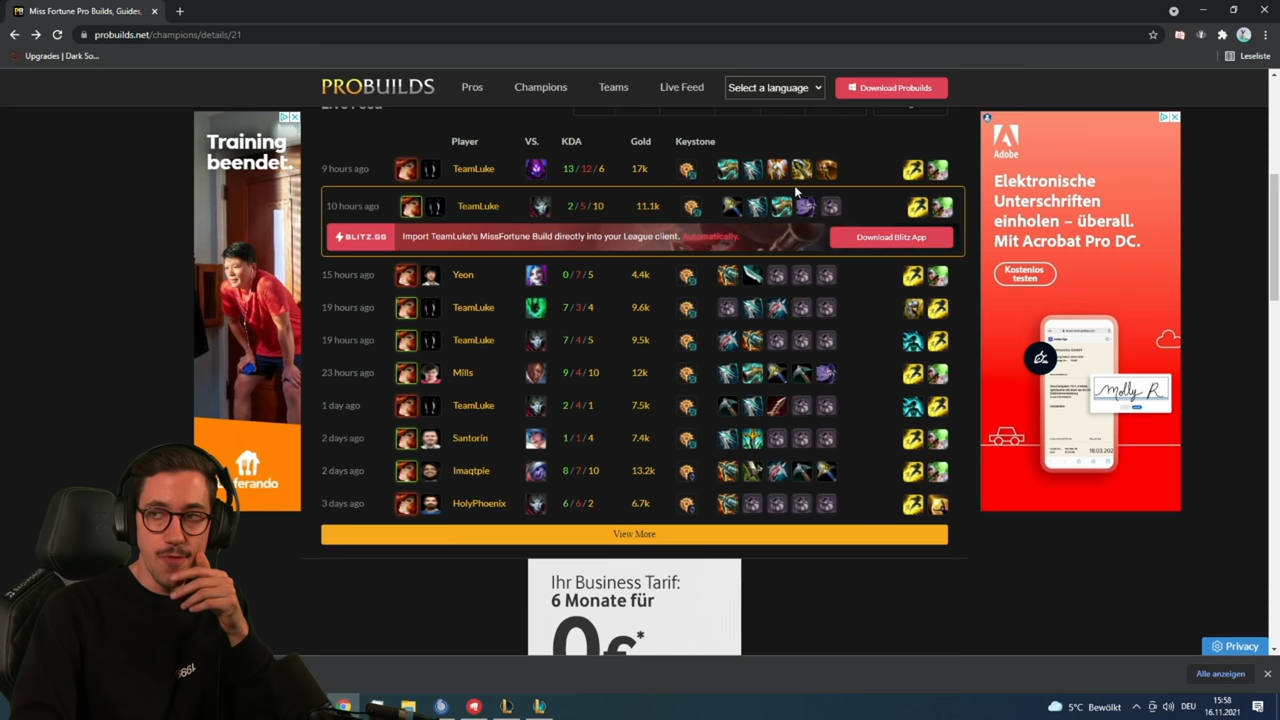 Miss Fortune Pro Builds, Guides,
probuilds.net/champions/details/21
Upgrades | Dark So...
Leseliste
PROBUILDS
Pros
Champions
Teams
Live Feed
Select a language
Download Probuilds
Live Feed
Player
VS.
KDA
Gold
Keystone
9 hours ago
TeamLuke
13 / 12 / 6
17k
10 hours ago
TeamLuke
2 / 5 / 10
11.1k
BLITZ.GG
Import TeamLuke's MissFortune Build directly into your League client. Automatically.
Download Blitz App
15 hours ago
Yeon
0 / 7 / 5
4.4k
19 hours ago
TeamLuke
7 / 3 / 4
9.6k
19 hours ago
TeamLuke
7 / 4 / 5
9.5k
23 hours ago
Mills
9 / 4 / 10
12k
1 day ago
TeamLuke
2 / 4 / 1
7.5k
2 days ago
Santorin
1 / 1 / 4
7.4k
2 days ago
Imaqtpie
8 / 7 / 10
13.2k
3 days ago
HolyPhoenix
6 / 6 / 2
6.7k
View More
Training
beendet.
Adobe
Elektronische
Unterschriften
einholen – überall.
Mit Acrobat Pro DC.
Kostenlos
testen
Molly R.
18.03.202
Ihr Business Tarif:
6 Monate für
0€*
Privacy
Alle anzeigen
5°C Bewölkt
DEU
15:58
16.11.2021